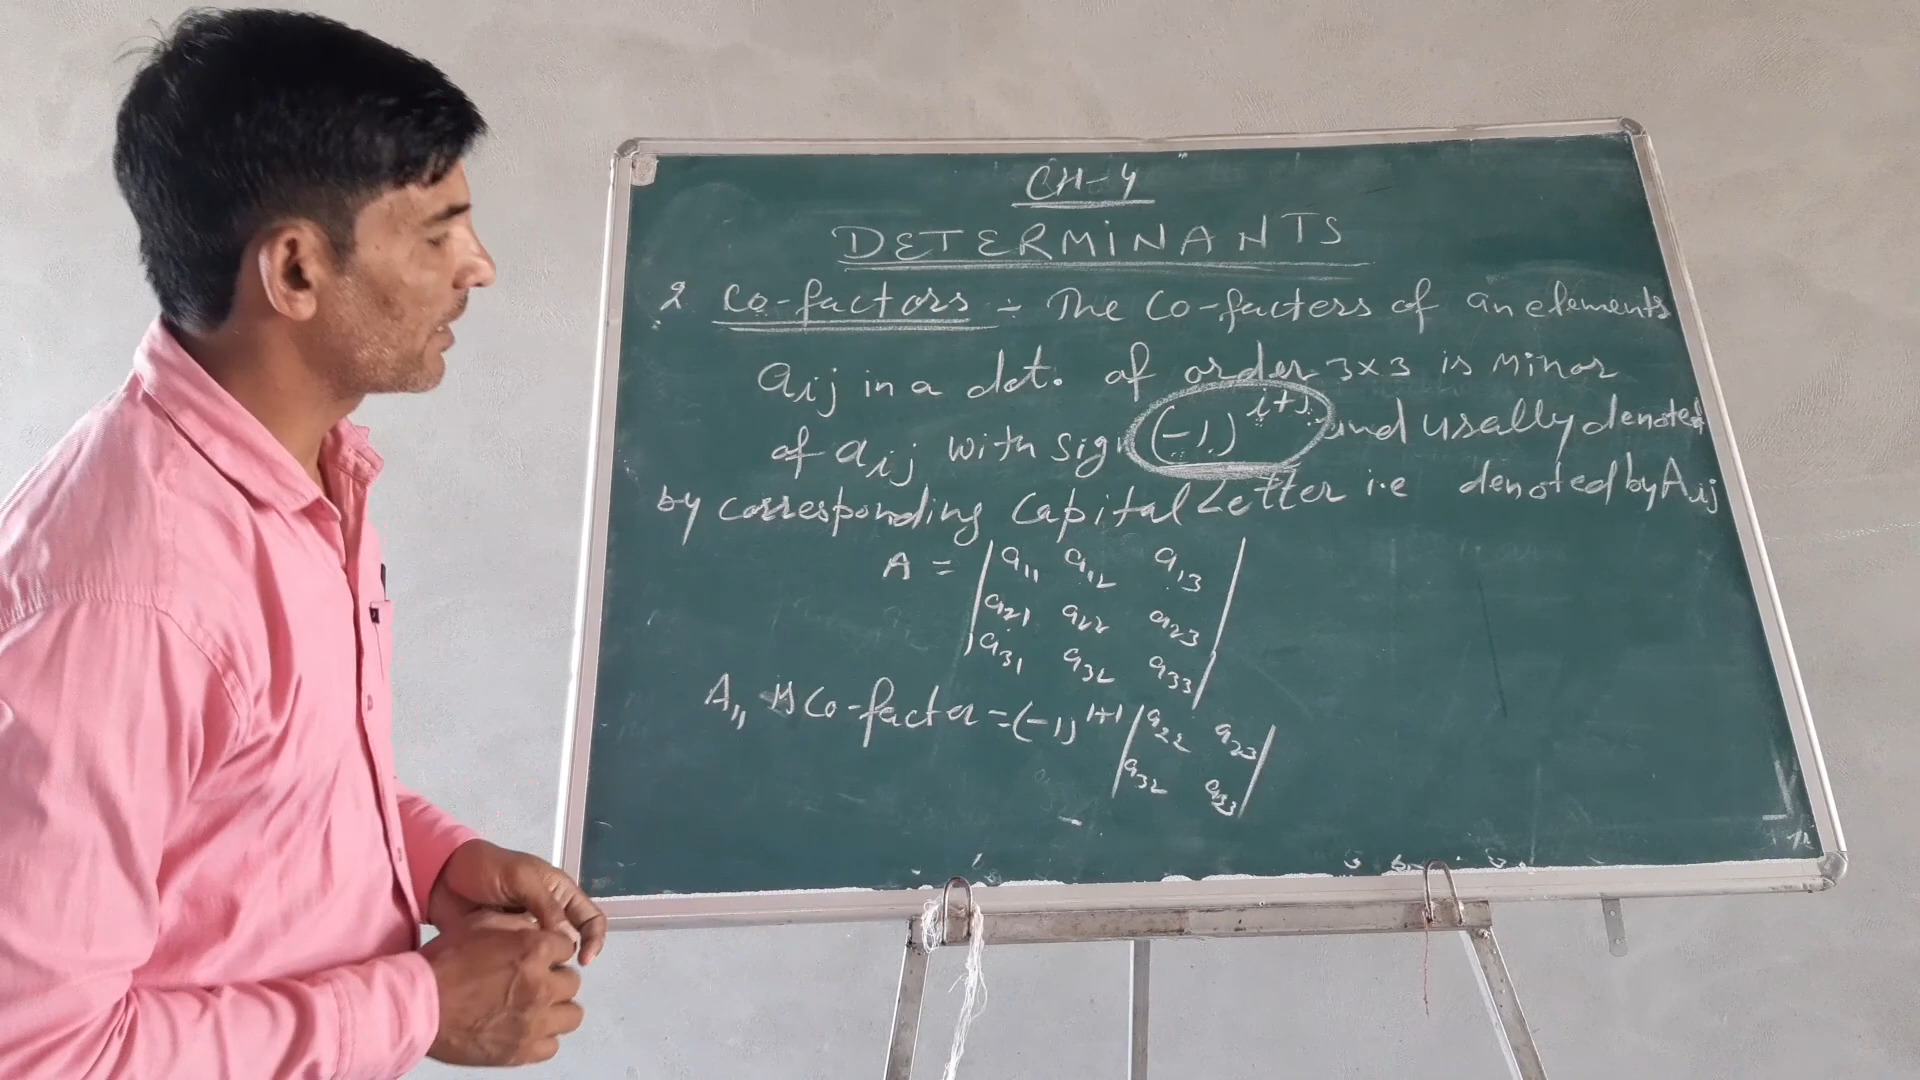 CH-4
DETERMINANTS
2 Co-factors :- The Co-facters of an elements
aij in a det. of order 3x3 is minor
of aij with sign (-1)^i+j and usally denoted
by corresponding Capital Letter i.e denoted by Aij
A = | a11 a12 a13 |
| a21 a22 a23 |
| a31 a32 a33 |
A11 is Co-facter = (-1)^1+1 | a22 a23 |
| a32 a33 |